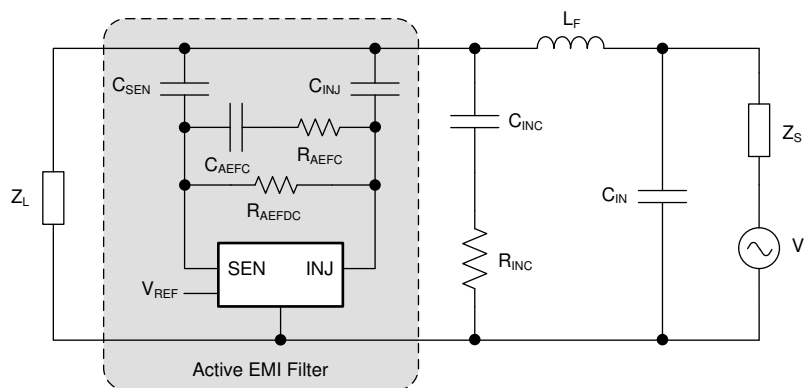 L_F
C_SEN
C_INJ
C_INC
Z_S
C_AEFC
R_AEFC
Z_L
C_IN
R_AEFDC
V
SEN
INJ
R_INC
V_REF
Active EMI Filter